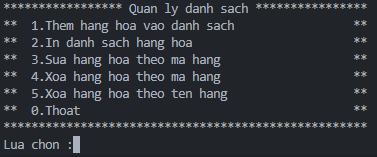 **************** Quan ly danh sach ****************
**  1.Them hang hoa vao danh sach                **
**  2.In danh sach hang hoa                      **
**  3.Sua hang hoa theo ma hang                  **
**  4.Xoa hang hoa theo ma hang                  **
**  5.Xoa hang hoa theo ten hang                 **
**  0.Thoat                                      **
***************************************************
Lua chon :